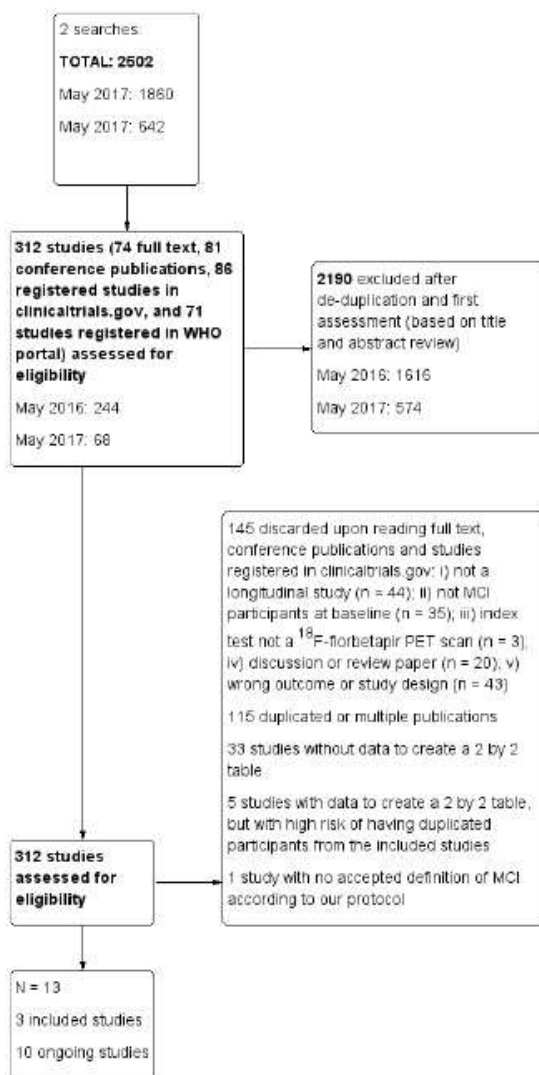 2 searches:
TOTAL: 2502
May 2017: 1860
May 2017: 642
312 studies (74 full text, 81
conference publications, 86
registered studies in
clinicaltrials.gov, and 71
studies registered in WHO
portal) assessed for
eligibility
May 2016: 244
May 2017: 68
2190 excluded after
de-duplication and first
assessment (based on title
and abstract review)
May 2016: 1616
May 2017: 574
145 discarded upon reading full text,
conference publications and studies
registered in clinicaltrials.gov: i) not a
longitudinal study (n = 44); ii) not MCI
participants at baseline (n = 35); iii) index
test not a ¹⁸F-florbetapir PET scan (n = 3),
iv) discussion or review paper (n = 20); v)
wrong outcome or study design (n = 43)
115 duplicated or multiple publications
33 studies without data to create a 2 by 2
table
5 studies with data to create a 2 by 2 table,
but with high risk of having duplicated
participants from the included studies
1 study with no accepted definition of MCI
according to our protocol
312 studies
assessed for
eligibility
N = 13
3 included studies
10 ongoing studies